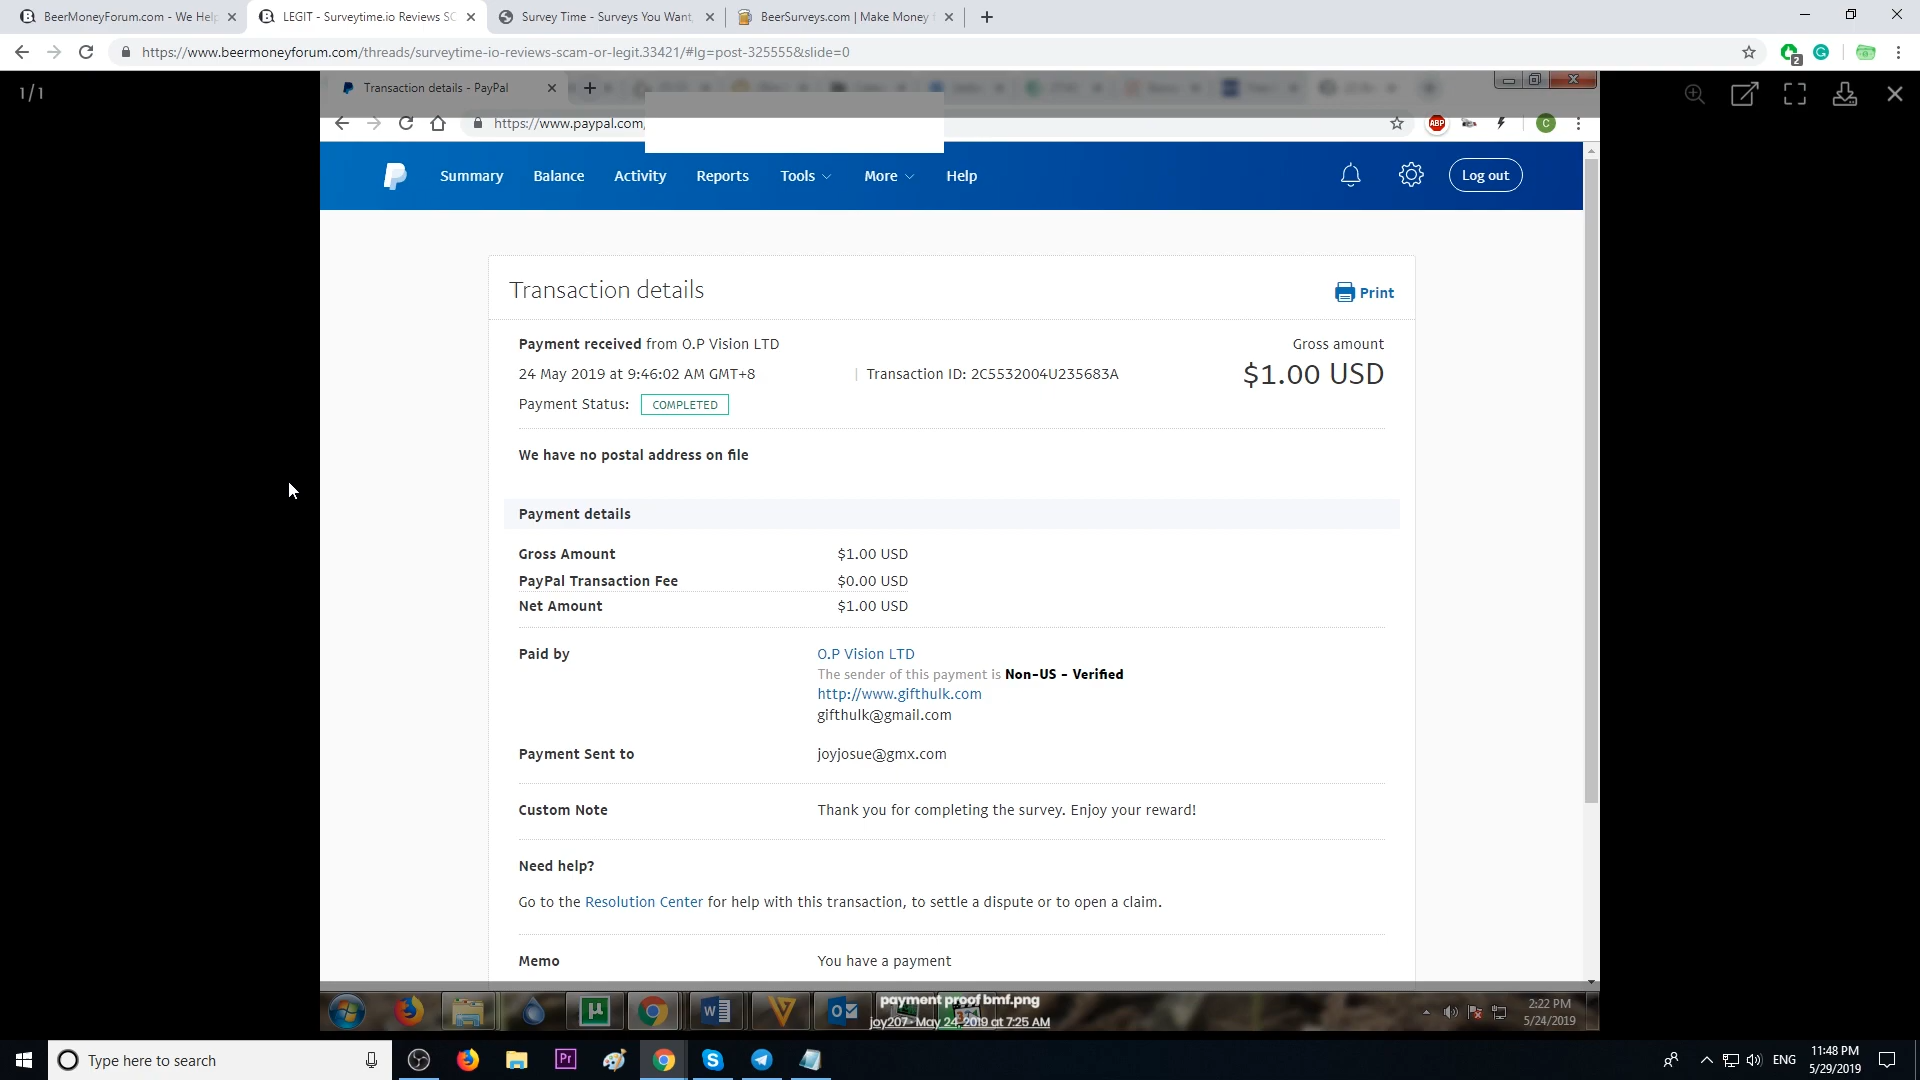 BeerMoneyForum.com - We Help
LEGIT - Surveytime.io Reviews SC
Survey Time - Surveys You Want,
BeerSurveys.com | Make Money
https://www.beermoneyforum.com/threads/surveytime-io-reviews-scam-or-legit.33421/#lg=post-325555&slide=0
2
1/1
Transaction details - PayPal
https://www.paypal.com
ABP
C
Summary
Balance
Activity
Reports
Tools
More
Help
Log out
Transaction details
Print
Payment received from O.P Vision LTD
Gross amount
24 May 2019 at 9:46:02 AM GMT+8 | Transaction ID: 2C5532004U235683A
$1.00 USD
Payment Status: COMPLETED
We have no postal address on file
Payment details
Gross Amount $1.00 USD
PayPal Transaction Fee $0.00 USD
Net Amount $1.00 USD
Paid by O.P Vision LTD
The sender of this payment is Non-US - Verified
http://www.gifthulk.com
gifthulk@gmail.com
Payment Sent to joyjosue@gmx.com
Custom Note Thank you for completing the survey. Enjoy your reward!
Need help?
Go to the Resolution Center for help with this transaction, to settle a dispute or to open a claim.
Memo You have a payment
payment proof bmf.png
joy207 · May 24, 2019 at 7:25 AM
2:22 PM
5/24/2019
Type here to search
Pr
ENG
11:48 PM
5/29/2019